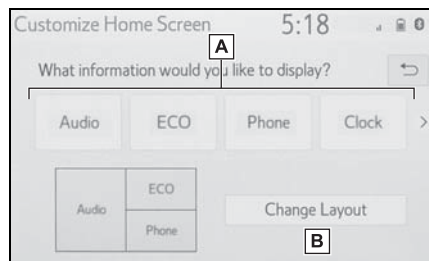 Customize Home Screen 5:18
A
What information would you like to display?
Audio ECO Phone Clock >
Audio ECO
Phone
Change Layout
B